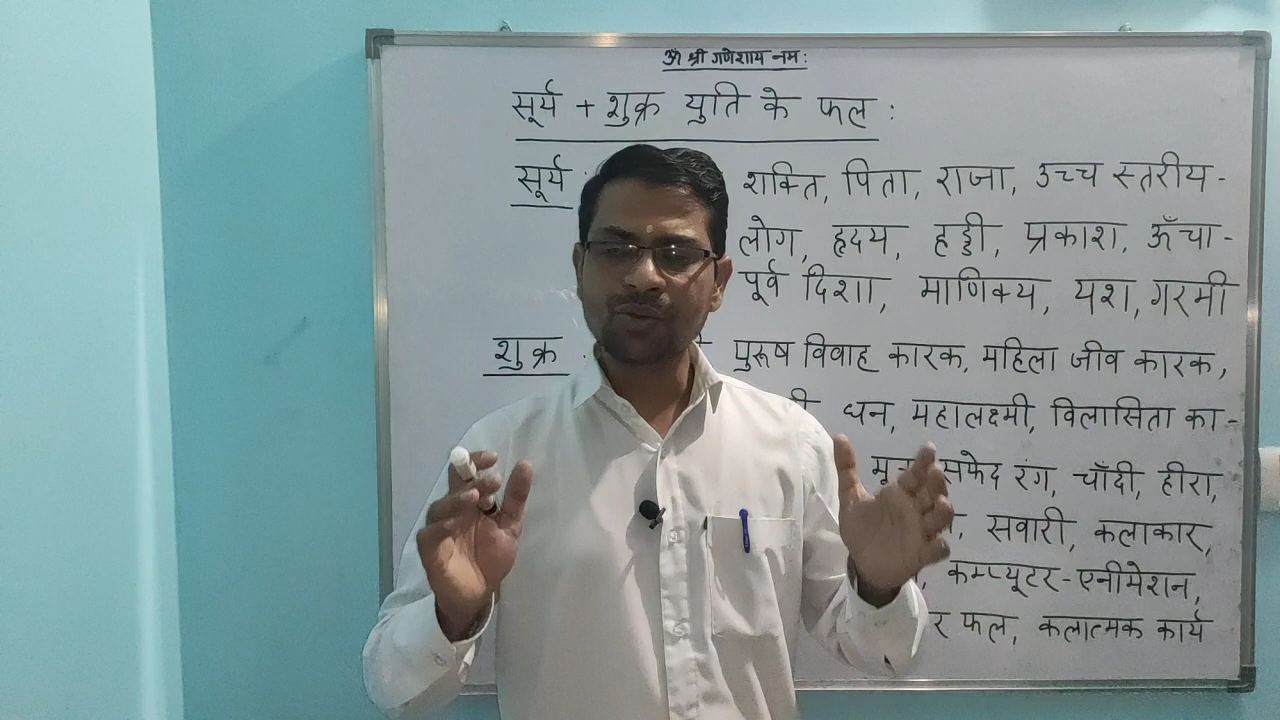 ॐ श्री गणेशाय नमः
सूर्य + शुक्र युति के फल :
सूर्य : शक्ति, पिता, राजा, उच्च स्तरीय-
लोग, हृदय, हड्डी, प्रकाश, ऊँचा-
पूर्व दिशा, माणिक्य, यश, गरमी
शुक्र : पुरूष विवाह कारक, महिला जीव कारक,
धन, महालक्ष्मी, विलासिता का-
सफेद रंग, चाँदी, हीरा,
सवारी, कलाकार,
कम्प्यूटर-एनीमेशन,
फल, कलात्मक कार्य